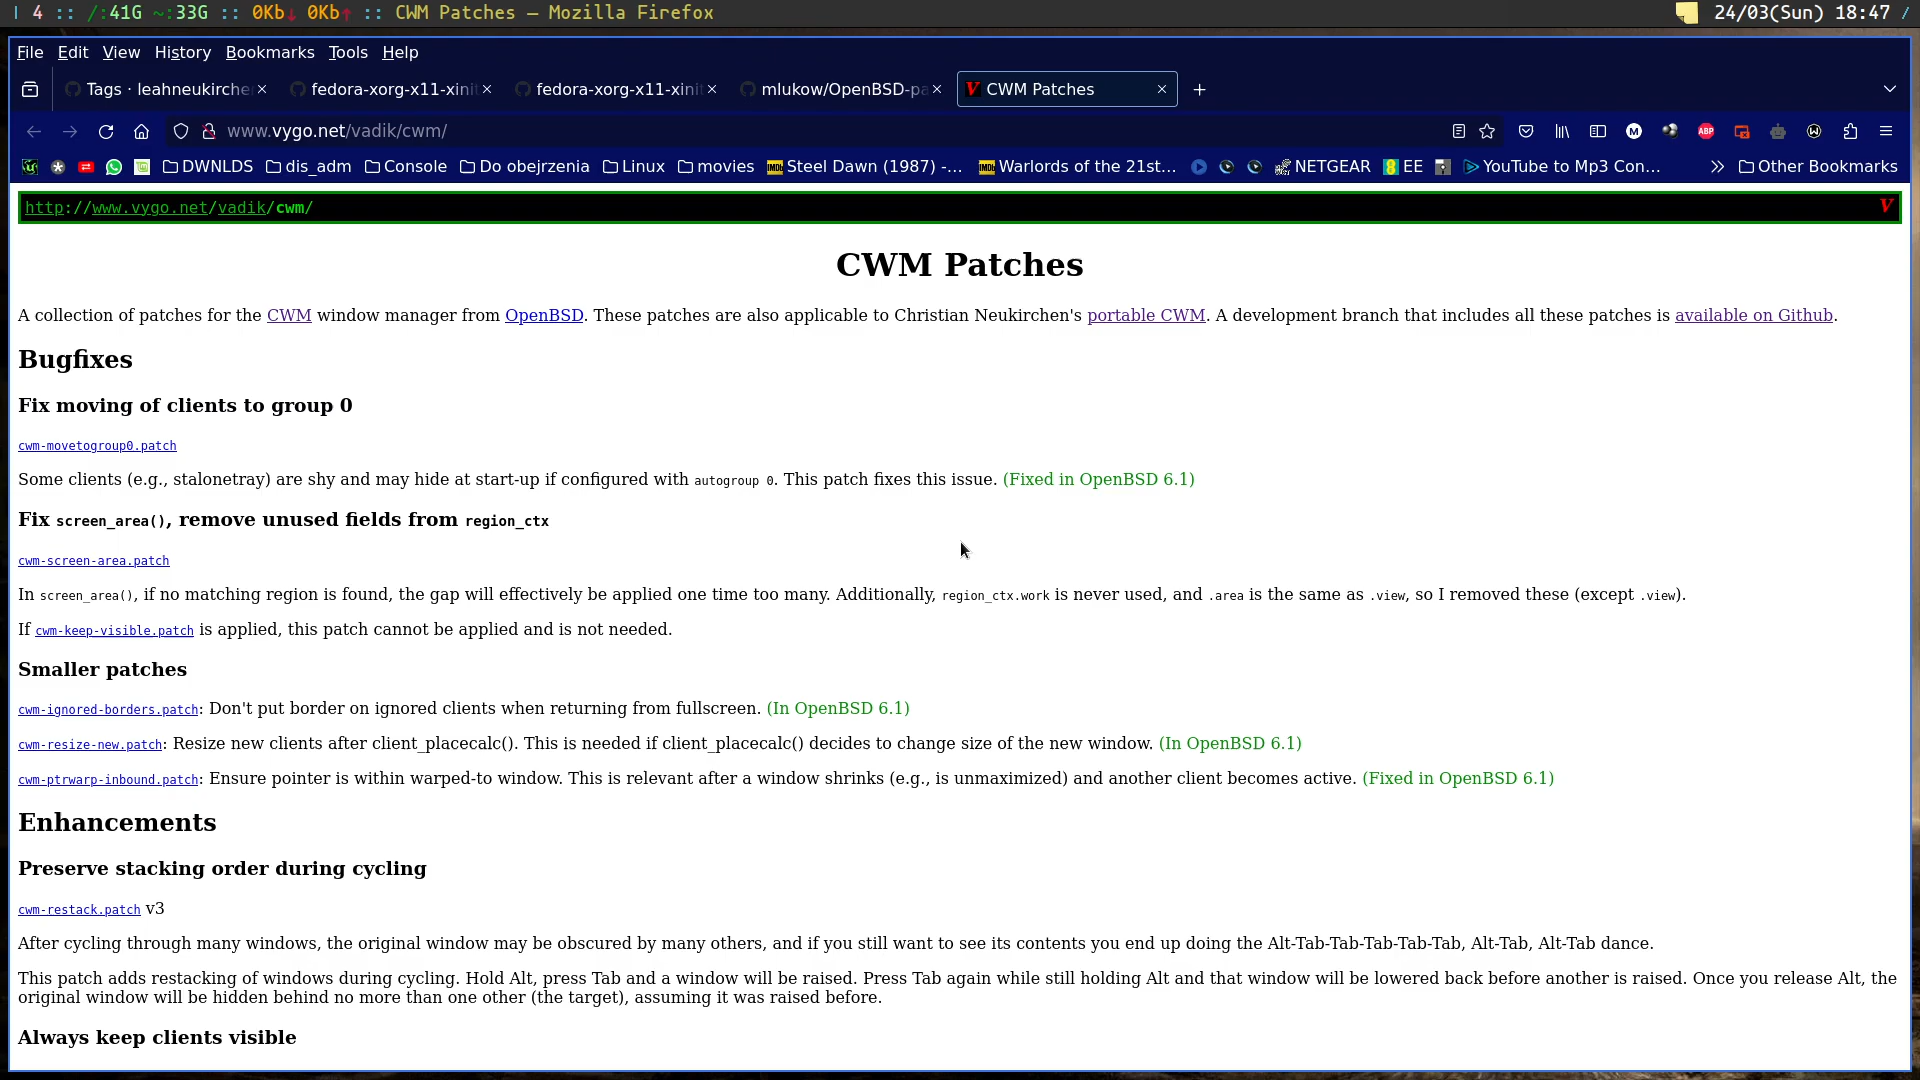 4 :: /:41G ~:33G :: 0Kb↓ 0Kb↑ :: CWM Patches — Mozilla Firefox 24/03(Sun) 18:47 /
File Edit View History Bookmarks Tools Help
Tags · leahneukirche fedora-xorg-x11-xinit fedora-xorg-x11-xinit mlukow/OpenBSD-pa CWM Patches
www.vygo.net/vadik/cwm/ M ABP
DWNLDS dis_adm Console Do obejrzenia Linux movies IMDb Steel Dawn (1987) -... IMDb Warlords of the 21st... NETGEAR EE YouTube to Mp3 Con... Other Bookmarks
http://www.vygo.net/vadik/cwm/ V
CWM Patches
A collection of patches for the CWM window manager from OpenBSD. These patches are also applicable to Christian Neukirchen's portable CWM. A development branch that includes all these patches is available on Github.
Bugfixes
Fix moving of clients to group 0
cwm-movetogroup0.patch
Some clients (e.g., stalonetray) are shy and may hide at start-up if configured with autogroup 0. This patch fixes this issue. (Fixed in OpenBSD 6.1)
Fix screen_area(), remove unused fields from region_ctx
cwm-screen-area.patch
In screen_area(), if no matching region is found, the gap will effectively be applied one time too many. Additionally, region_ctx.work is never used, and .area is the same as .view, so I removed these (except .view).
If cwm-keep-visible.patch is applied, this patch cannot be applied and is not needed.
Smaller patches
cwm-ignored-borders.patch: Don't put border on ignored clients when returning from fullscreen. (In OpenBSD 6.1)
cwm-resize-new.patch: Resize new clients after client_placecalc(). This is needed if client_placecalc() decides to change size of the new window. (In OpenBSD 6.1)
cwm-ptrwarp-inbound.patch: Ensure pointer is within warped-to window. This is relevant after a window shrinks (e.g., is unmaximized) and another client becomes active. (Fixed in OpenBSD 6.1)
Enhancements
Preserve stacking order during cycling
cwm-restack.patch v3
After cycling through many windows, the original window may be obscured by many others, and if you still want to see its contents you end up doing the Alt-Tab-Tab-Tab-Tab-Tab, Alt-Tab, Alt-Tab dance.
This patch adds restacking of windows during cycling. Hold Alt, press Tab and a window will be raised. Press Tab again while still holding Alt and that window will be lowered back before another is raised. Once you release Alt, the
original window will be hidden behind no more than one other (the target), assuming it was raised before.
Always keep clients visible